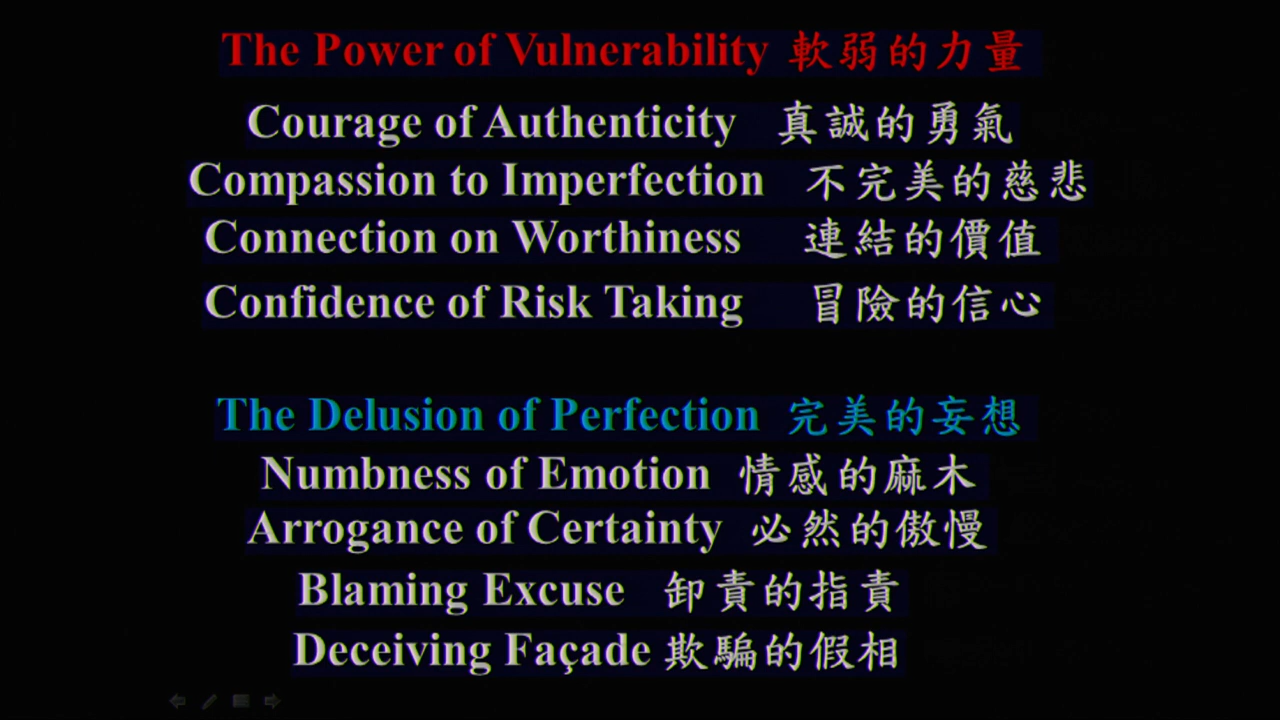 The Power of Vulnerability 軟弱的力量
Courage of Authenticity 真誠的勇氣
Compassion to Imperfection 不完美的慈悲
Connection on Worthiness 連結的價值
Confidence of Risk Taking 冒險的信心
The Delusion of Perfection 完美的妄想
Numbness of Emotion 情感的麻木
Arrogance of Certainty 必然的傲慢
Blaming Excuse 卸責的指責
Deceiving Façade 欺騙的假相